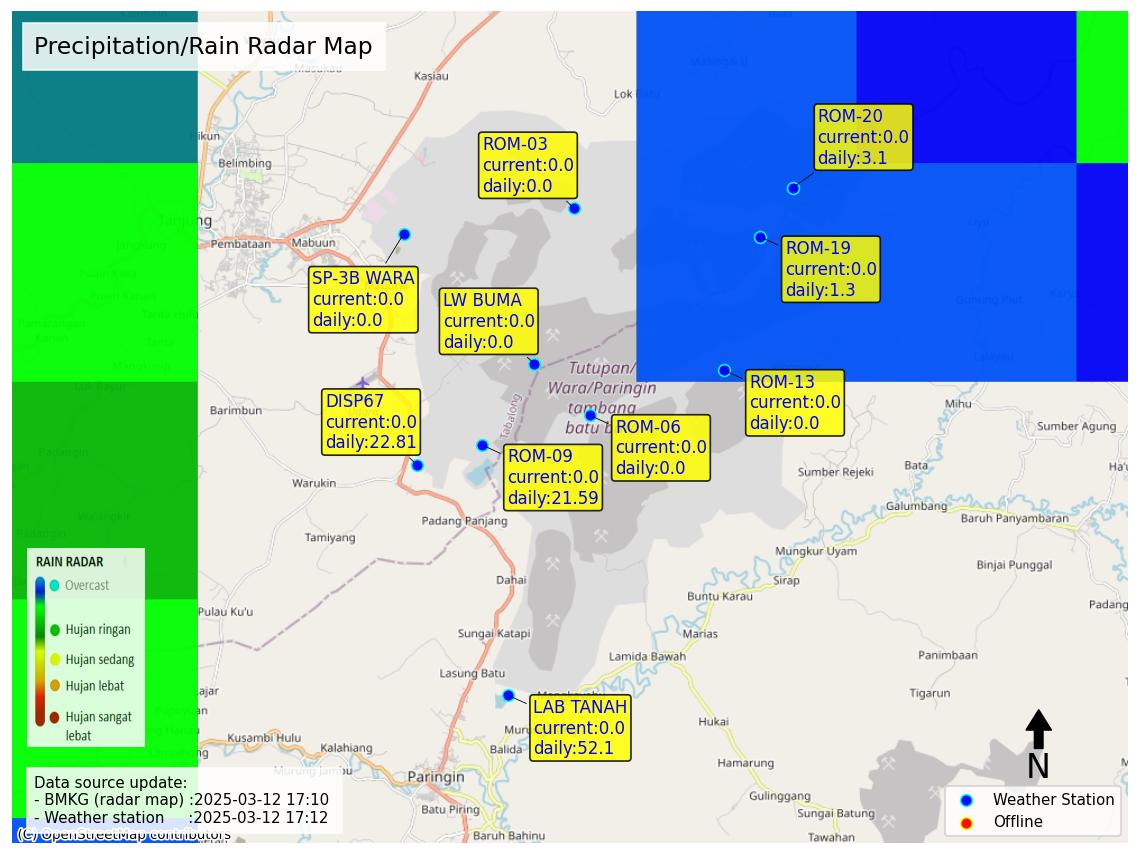 Precipitation/Rain Radar Map
Kasiau
Lok
Hikun
Belimbing
Tanjung
Pembataan
Mabuun
ROM-03
current:0.0
daily:0.0
ROM-20
current:0.0
daily:3.1
ROM-19
current:0.0
daily:1.3
SP-3B WARA
current:0.0
daily:0.0
LW BUMA
current:0.0
daily:0.0
Tutupan/
Wara/Paringin
tambang
batu b
Tabalong
ROM-13
current:0.0
daily:0.0
DISP67
current:0.0
daily:22.81
ROM-06
current:0.0
daily:0.0
ROM-09
current:0.0
daily:21.59
Barimbun
Mihu
Sumber Agung
Bata
Sumber Rejeki
Warukin
Galumbang
Baruh Panyambaran
Padang Panjang
Tamiyang
Mungkur Uyam
Binjai Punggal
Dahai
Sirap
Buntu Karau
Padang
Pulau Ku'u
Sungai Katapi
Marias
Lamida Bawah
Panimbaan
Lasung Batu
Tigarun
RAIN RADAR
Overcast
Hujan ringan
Hujan sedang
Hujan lebat
Hujan sangat
lebat
LAB TANAH
current:0.0
daily:52.1
Hukai
Kusambi Hulu
Kalahiang
Balida
Murung Jambu
Paringin
Hamarung
N
Batu Piring
Gulinggang
Sungai Batung
Baruh Bahinu
Tawahan
Data source update:
- BMKG (radar map) :2025-03-12 17:10
- Weather station :2025-03-12 17:12
(C) OpenStreetMap contributors
Weather Station
Offline